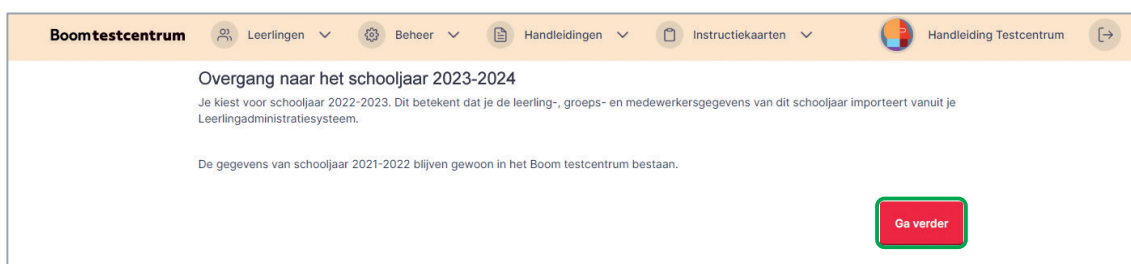 Boom testcentrum Leerlingen Beheer Handleidingen Instructiekaarten Handleiding Testcentrum
Overgang naar het schooljaar 2023-2024
Je kiest voor schooljaar 2022-2023. Dit betekent dat je de leerling-, groeps- en medewerkersgegevens van dit schooljaar importeert vanuit je
Leerlingadministratiesysteem.
De gegevens van schooljaar 2021-2022 blijven gewoon in het Boom testcentrum bestaan.
Ga verder